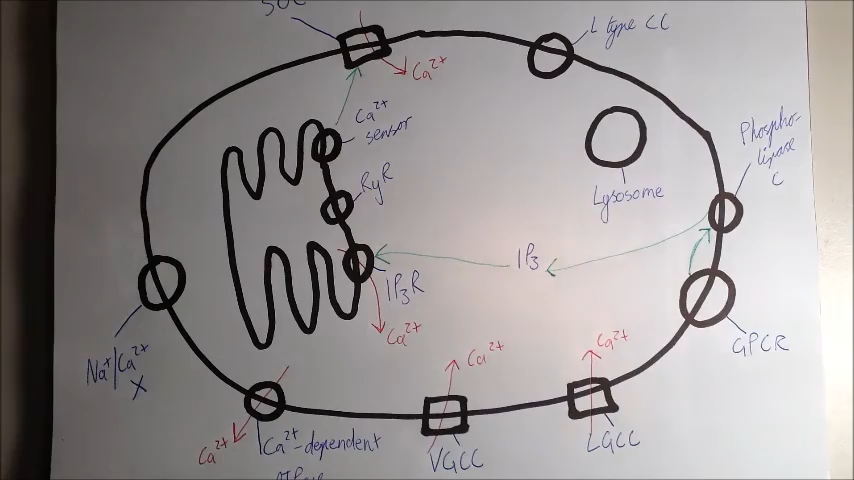 SOC
L type CC
Ca²⁺
Ca²⁺
sensor
Phospho-
lipase
C
RyR
Lysosome
IP₃
IP₃R
Ca²⁺
Ca²⁺
Ca²⁺
GPCR
Na⁺/Ca²⁺
X
Ca²⁺
Ca²⁺-dependent
VGCC
LGCC